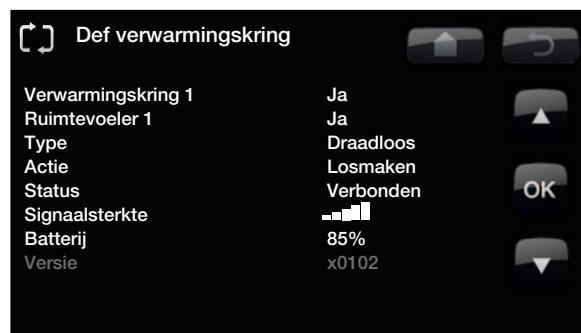 Def verwarmingskring
Verwarmingskring 1 Ja
Ruimtevoeler 1 Ja
Type Draadloos
Actie Losmaken
Status Verbonden
Signaalsterkte
Batterij 85%
Versie x0102
OK